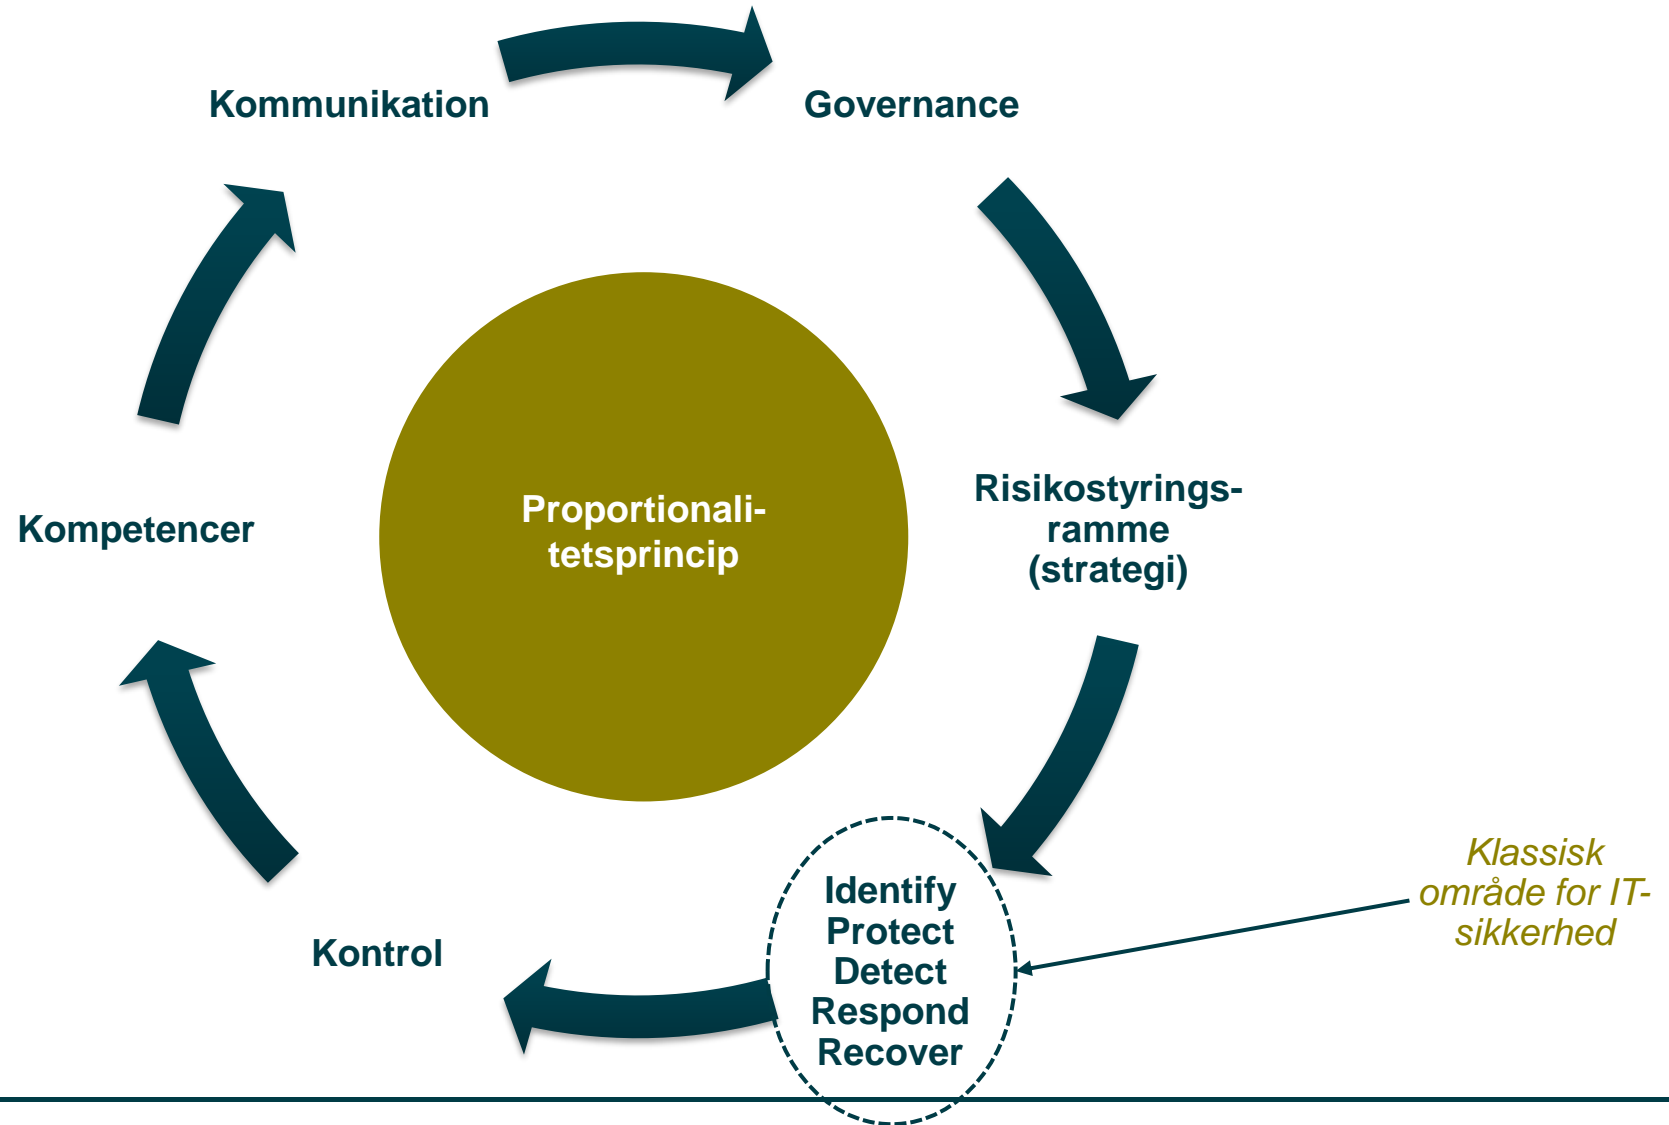 Kommunikation
Governance
Risikostyrings-
ramme
(strategi)
Proportionali-
tetsprincip
Kompetencer
Identify
Protect
Detect
Respond
Recover
Klassisk
område for IT-
sikkerhed
Kontrol